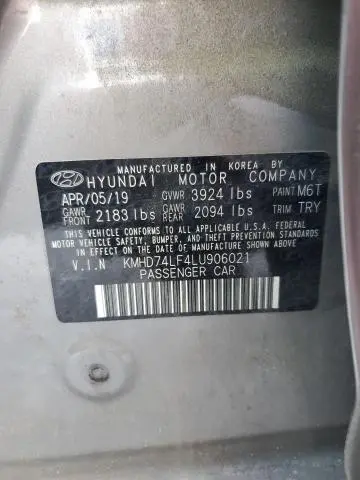 MANUFACTURED IN KOREA BY
HYUNDAI MOTOR COMPANY
APR/05/19 GVWR 3924 lbs PAINT M6T
GAWR FRONT 2183 lbs GAWR REAR 2094 lbs TRIM TRY
THIS VEHICLE CONFORMS TO ALL APPLICABLE U.S.A. FEDERAL
MOTOR VEHICLE SAFETY, BUMPER, AND THEFT PREVENTION
STANDARDS IN EFFECT ON THE DATE OF MANUFACTURE
SHOWN ABOVE.
V.I.N KMHD74LF4LU906021
PASSENGER CAR